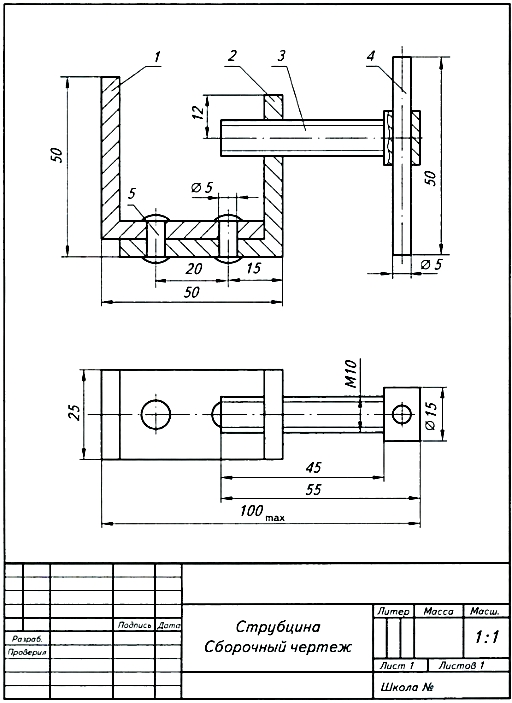 1
2
3
4
12
50
5
Ø 5
50
20
15
50
Ø 5
25
M10
Ø 15
45
55
100 max
Литер Масса Масш.
Подпись Дата
Струбцина
1:1
Разраб.
Сборочный чертеж
Проверил
Лист 1 Листов 1
Школа №